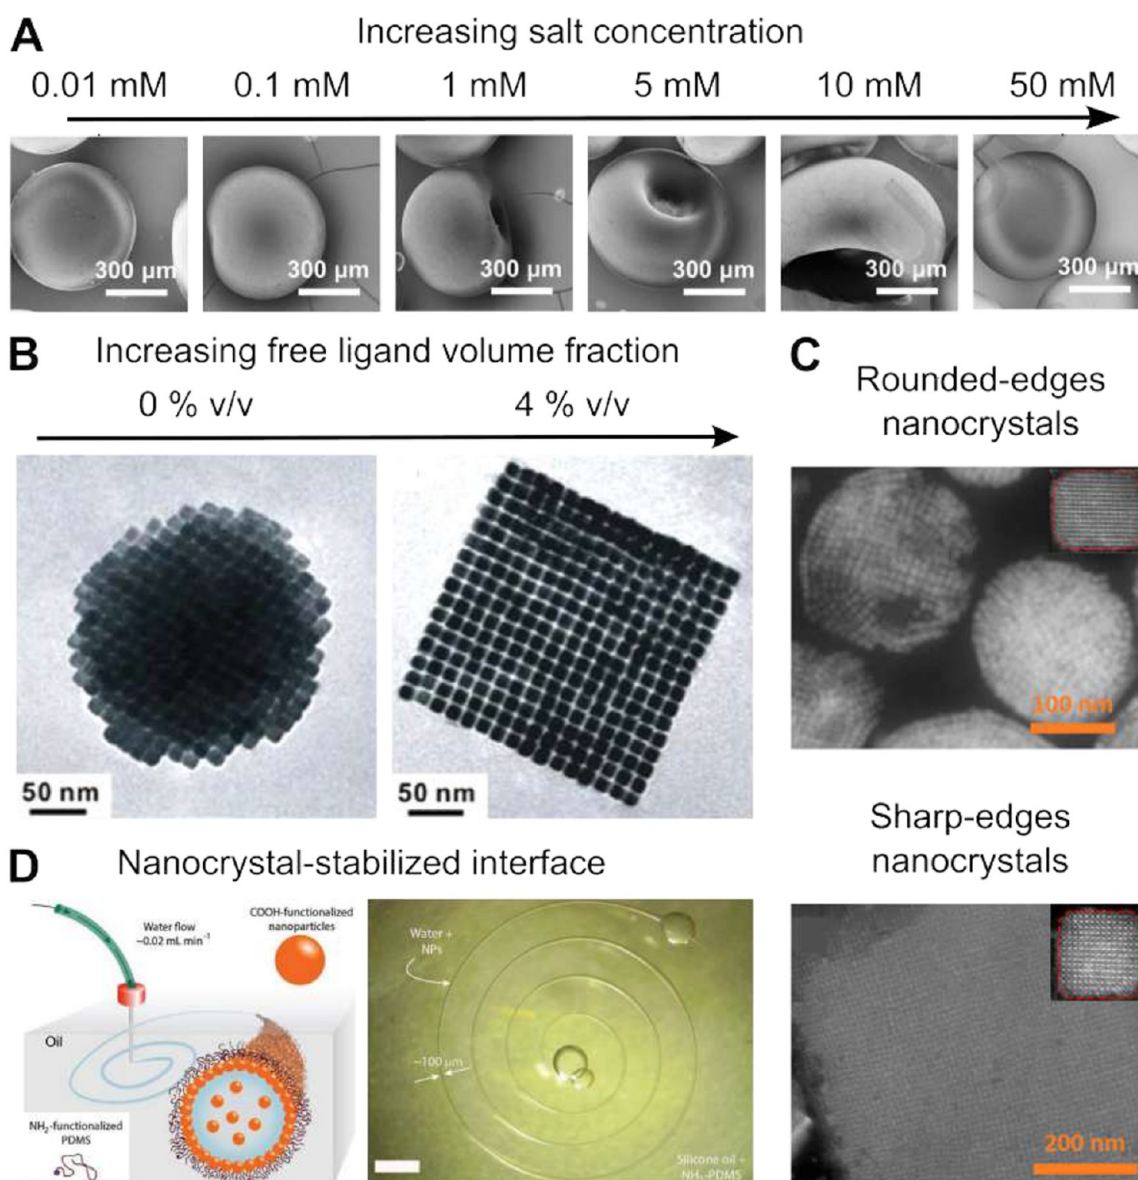 A
Increasing salt concentration
0.01 mM 0.1 mM 1 mM 5 mM 10 mM 50 mM
300 µm 300 µm 300 µm 300 µm 300 µm 300 µm
B
Increasing free ligand volume fraction
0 % v/v 4 % v/v
50 nm 50 nm
C
Rounded-edges
nanocrystals
100 nm
Sharp-edges
nanocrystals
200 nm
D
Nanocrystal-stabilized interface
Water flow
~0.02 mL min⁻¹
COOH-functionalized
nanoparticles
Oil
NH₂-functionalized
PDMS
Water +
NPs
~100 µm
Silicone oil +
NH₂-PDMS